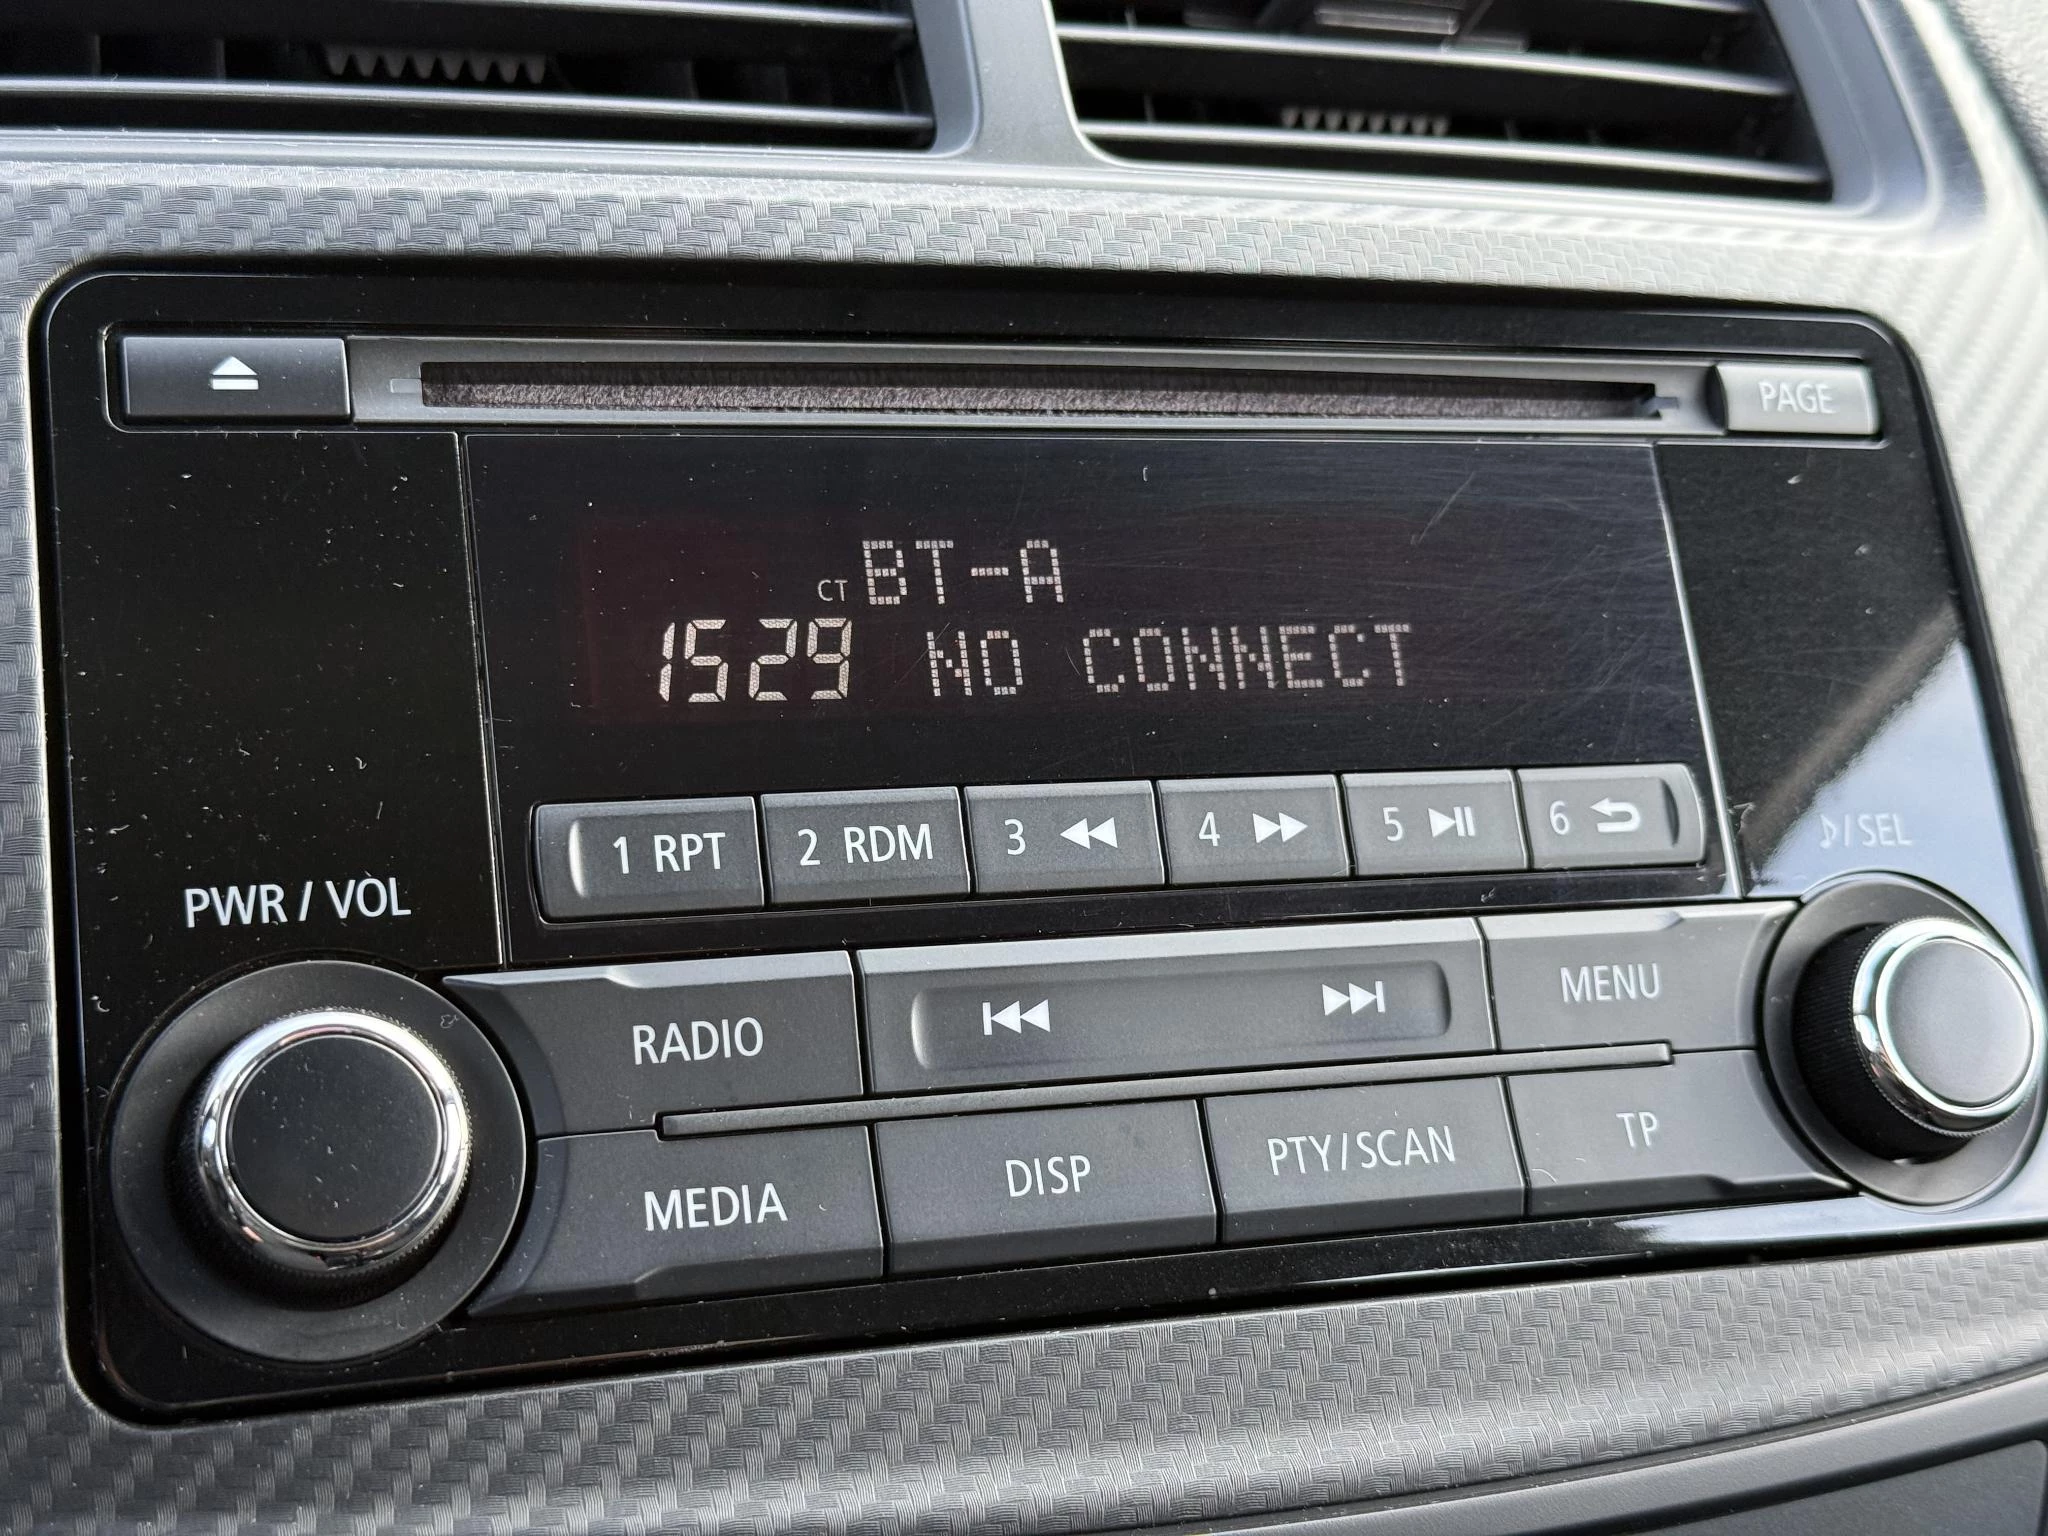 PAGE
CT BT-A
1529 NO CONNECT
1 RPT 2 RDM 3 4 5 6
PWR / VOL
♪/SEL
RADIO
MENU
MEDIA
DISP
PTY/SCAN
TP